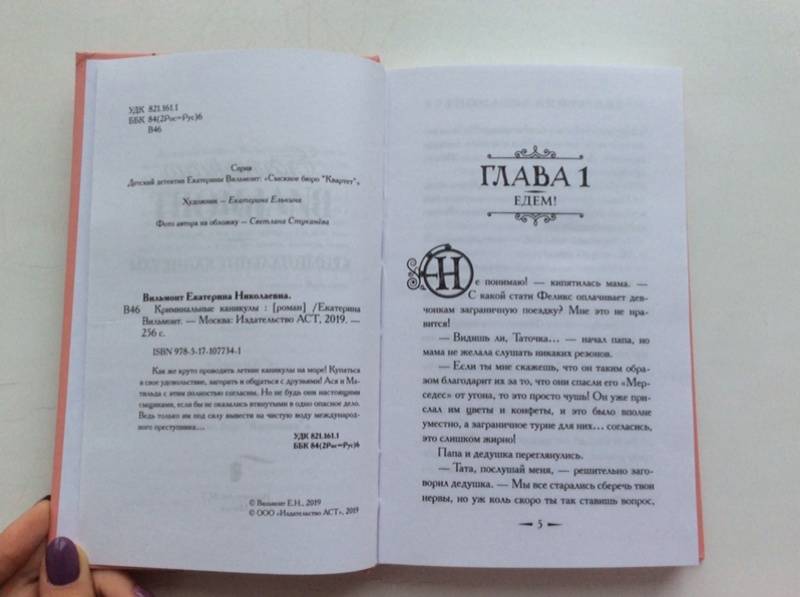 УДК 821.161.1
ББК 84(2Рос=Рус)6
В46
Серия
Детский детектив Екатерины Вильмонт: «Сыскное бюро "Квартет"»
Художник — Екатерина Елькина
Фото автора на обложку — Светлана Стуканёва
Вильмонт Екатерина Николаевна.
В46 Криминальные каникулы : [роман] /Екатерина
Вильмонт. — Москва: Издательство АСТ, 2019. —
256 с.
ISBN 978-5-17-107734-1
Как же круто проводить летние каникулы на море! Купаться
в свое удовольствие, загорать и общаться с друзьями! Ася и Ма-
тильда с этим полностью согласны. Но не будь они настоящими
сыщиками, если бы не оказались втянутыми в одно опасное дело.
Ведь только им под силу вывести на чистую воду международ-
ного преступника...
УДК 821.161.1
ББК 84(2Рос=Рус)6
© Вильмонт Е.Н., 2019
© ООО «Издательство АСТ», 2019
ГЛАВА 1
ЕДЕМ!
Не понимаю! — кипятилась мама. —
С какой стати Феликс оплачивает дев-
чонкам заграничную поездку? Мне это не нра-
вится!
— Видишь ли, Таточка... — начал папа, но
мама не желала слушать никаких резонов.
— Если ты мне скажешь, что он таким обра-
зом благодарит их за то, что они спасли его «Мер-
седес» от угона, то это просто чушь! Он уже при-
слал им цветы и конфеты, и это было вполне
уместно, а заграничное турне для них... согласись,
это слишком жирно!
Папа и дедушка переглянулись.
— Тата, послушай меня, — решительно заго-
ворил дедушка. — Мы все старались сберечь твои
нервы, но уж коль скоро ты так ставишь вопрос,
5